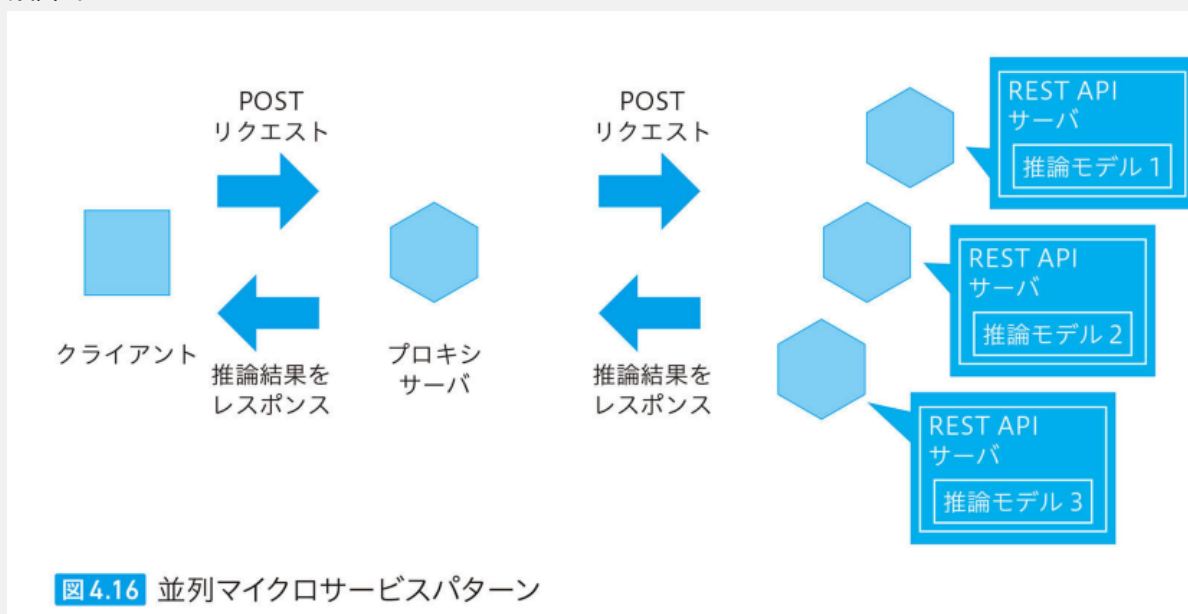 POST
リクエスト
POST
リクエスト
REST API
サーバ
推論モデル 1
REST API
サーバ
推論モデル 2
クライアント
推論結果を
レスポンス
プロキシ
サーバ
推論結果を
レスポンス
REST API
サーバ
推論モデル 3
図4.16 並列マイクロサービスパターン